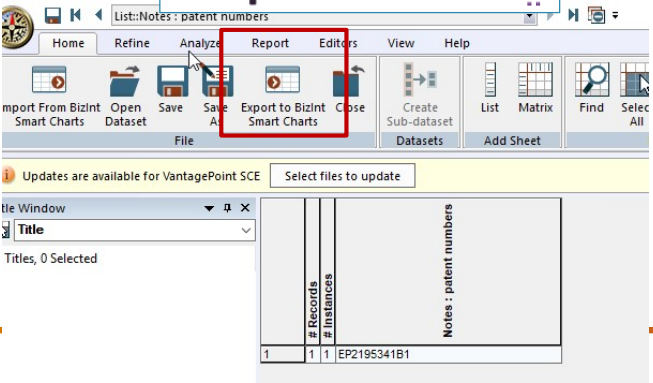 List::Notes : patent numbers
Home Refine Analyze Report Editors View Help
mport From BizInt Smart Charts
Open Dataset
Save
Save As
Export to BizInt Smart Charts
Close
Create Sub-dataset
List
Matrix
Find
Selec
All
File
Datasets
Add Sheet
Updates are available for VantagePoint SCE
Select files to update
tle Window
Title
Titles, 0 Selected
# Records
# Instances
Notes : patent numbers
1 1 1 EP2195341B1